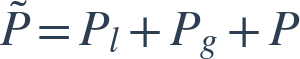 P̃ = P_l + P_g + P